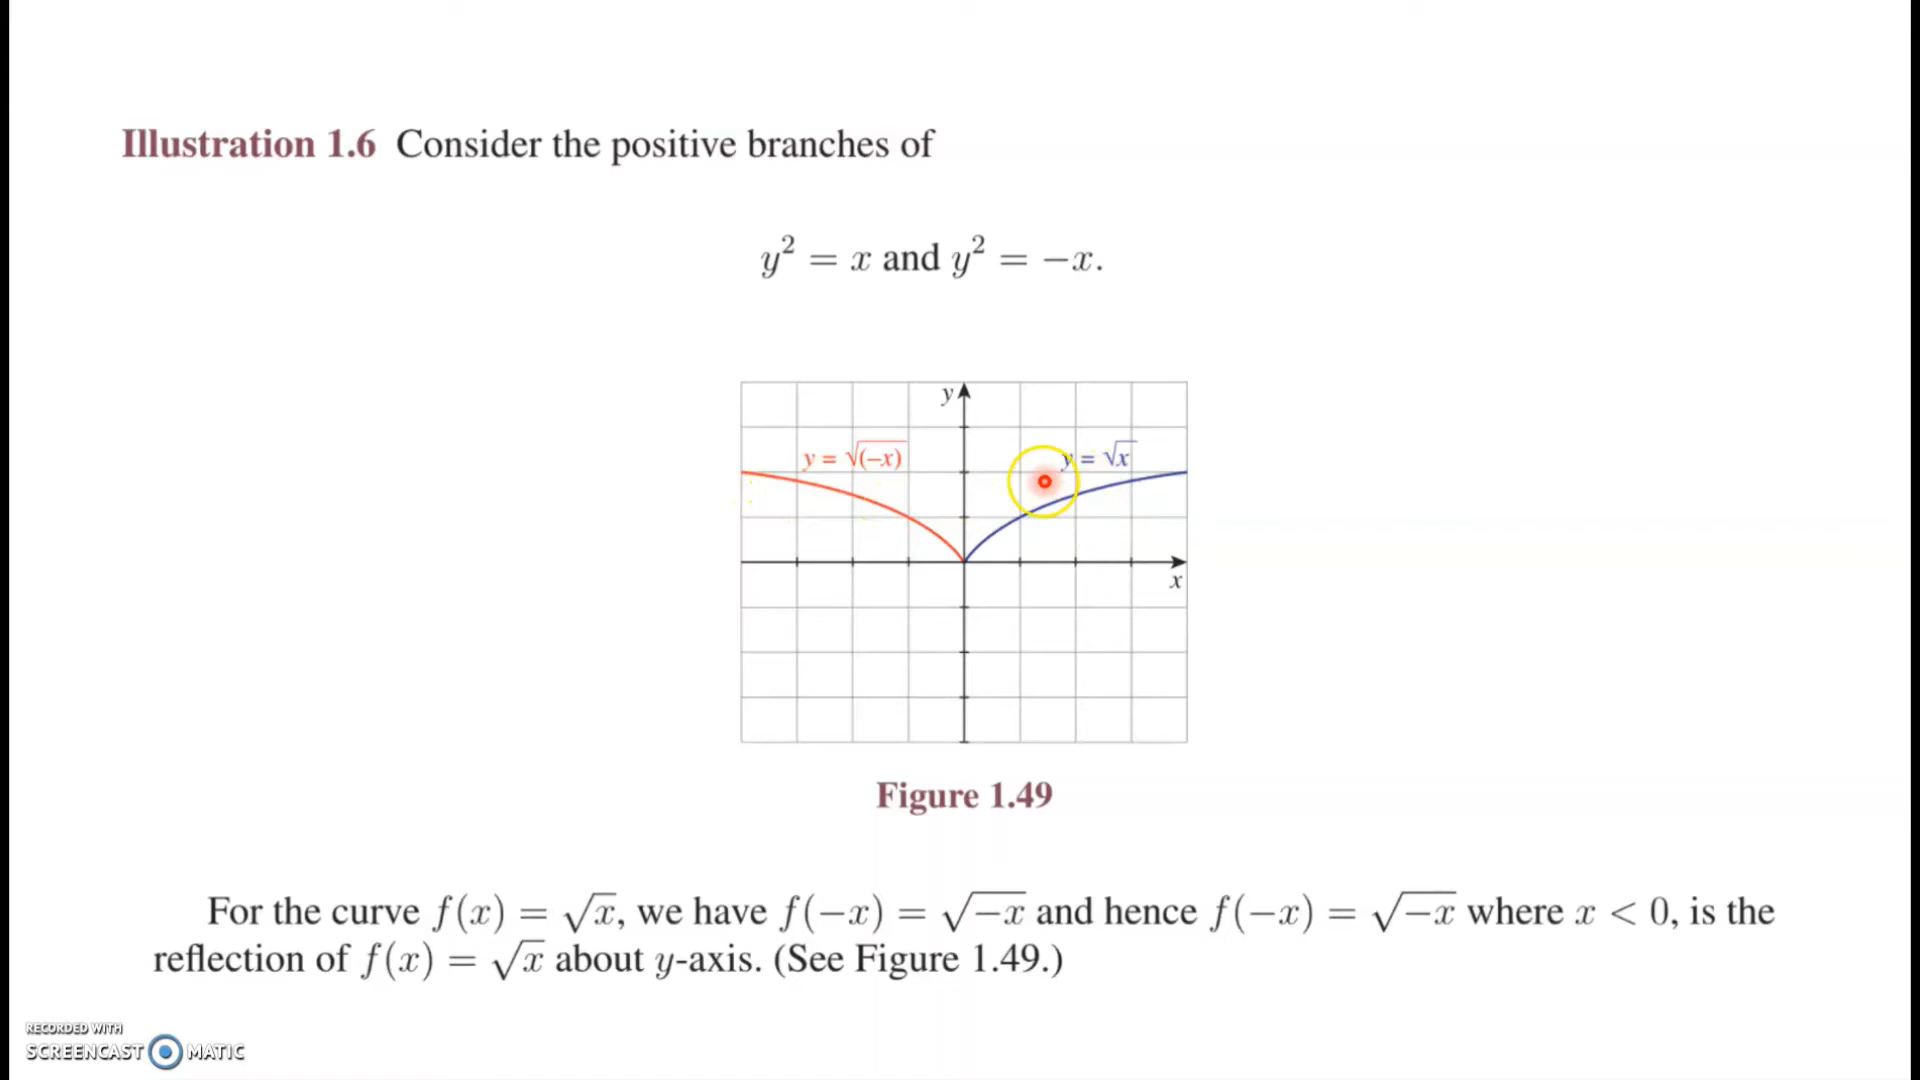 Illustration 1.6 Consider the positive branches of
y² = x and y² = −x.
y
y = √(−x)
y = √x
x
Figure 1.49
For the curve f(x) = √x, we have f(−x) = √−x and hence f(−x) = √−x where x < 0, is the
reflection of f(x) = √x about y-axis. (See Figure 1.49.)
RECORDED WITH
SCREENCAST MATIC